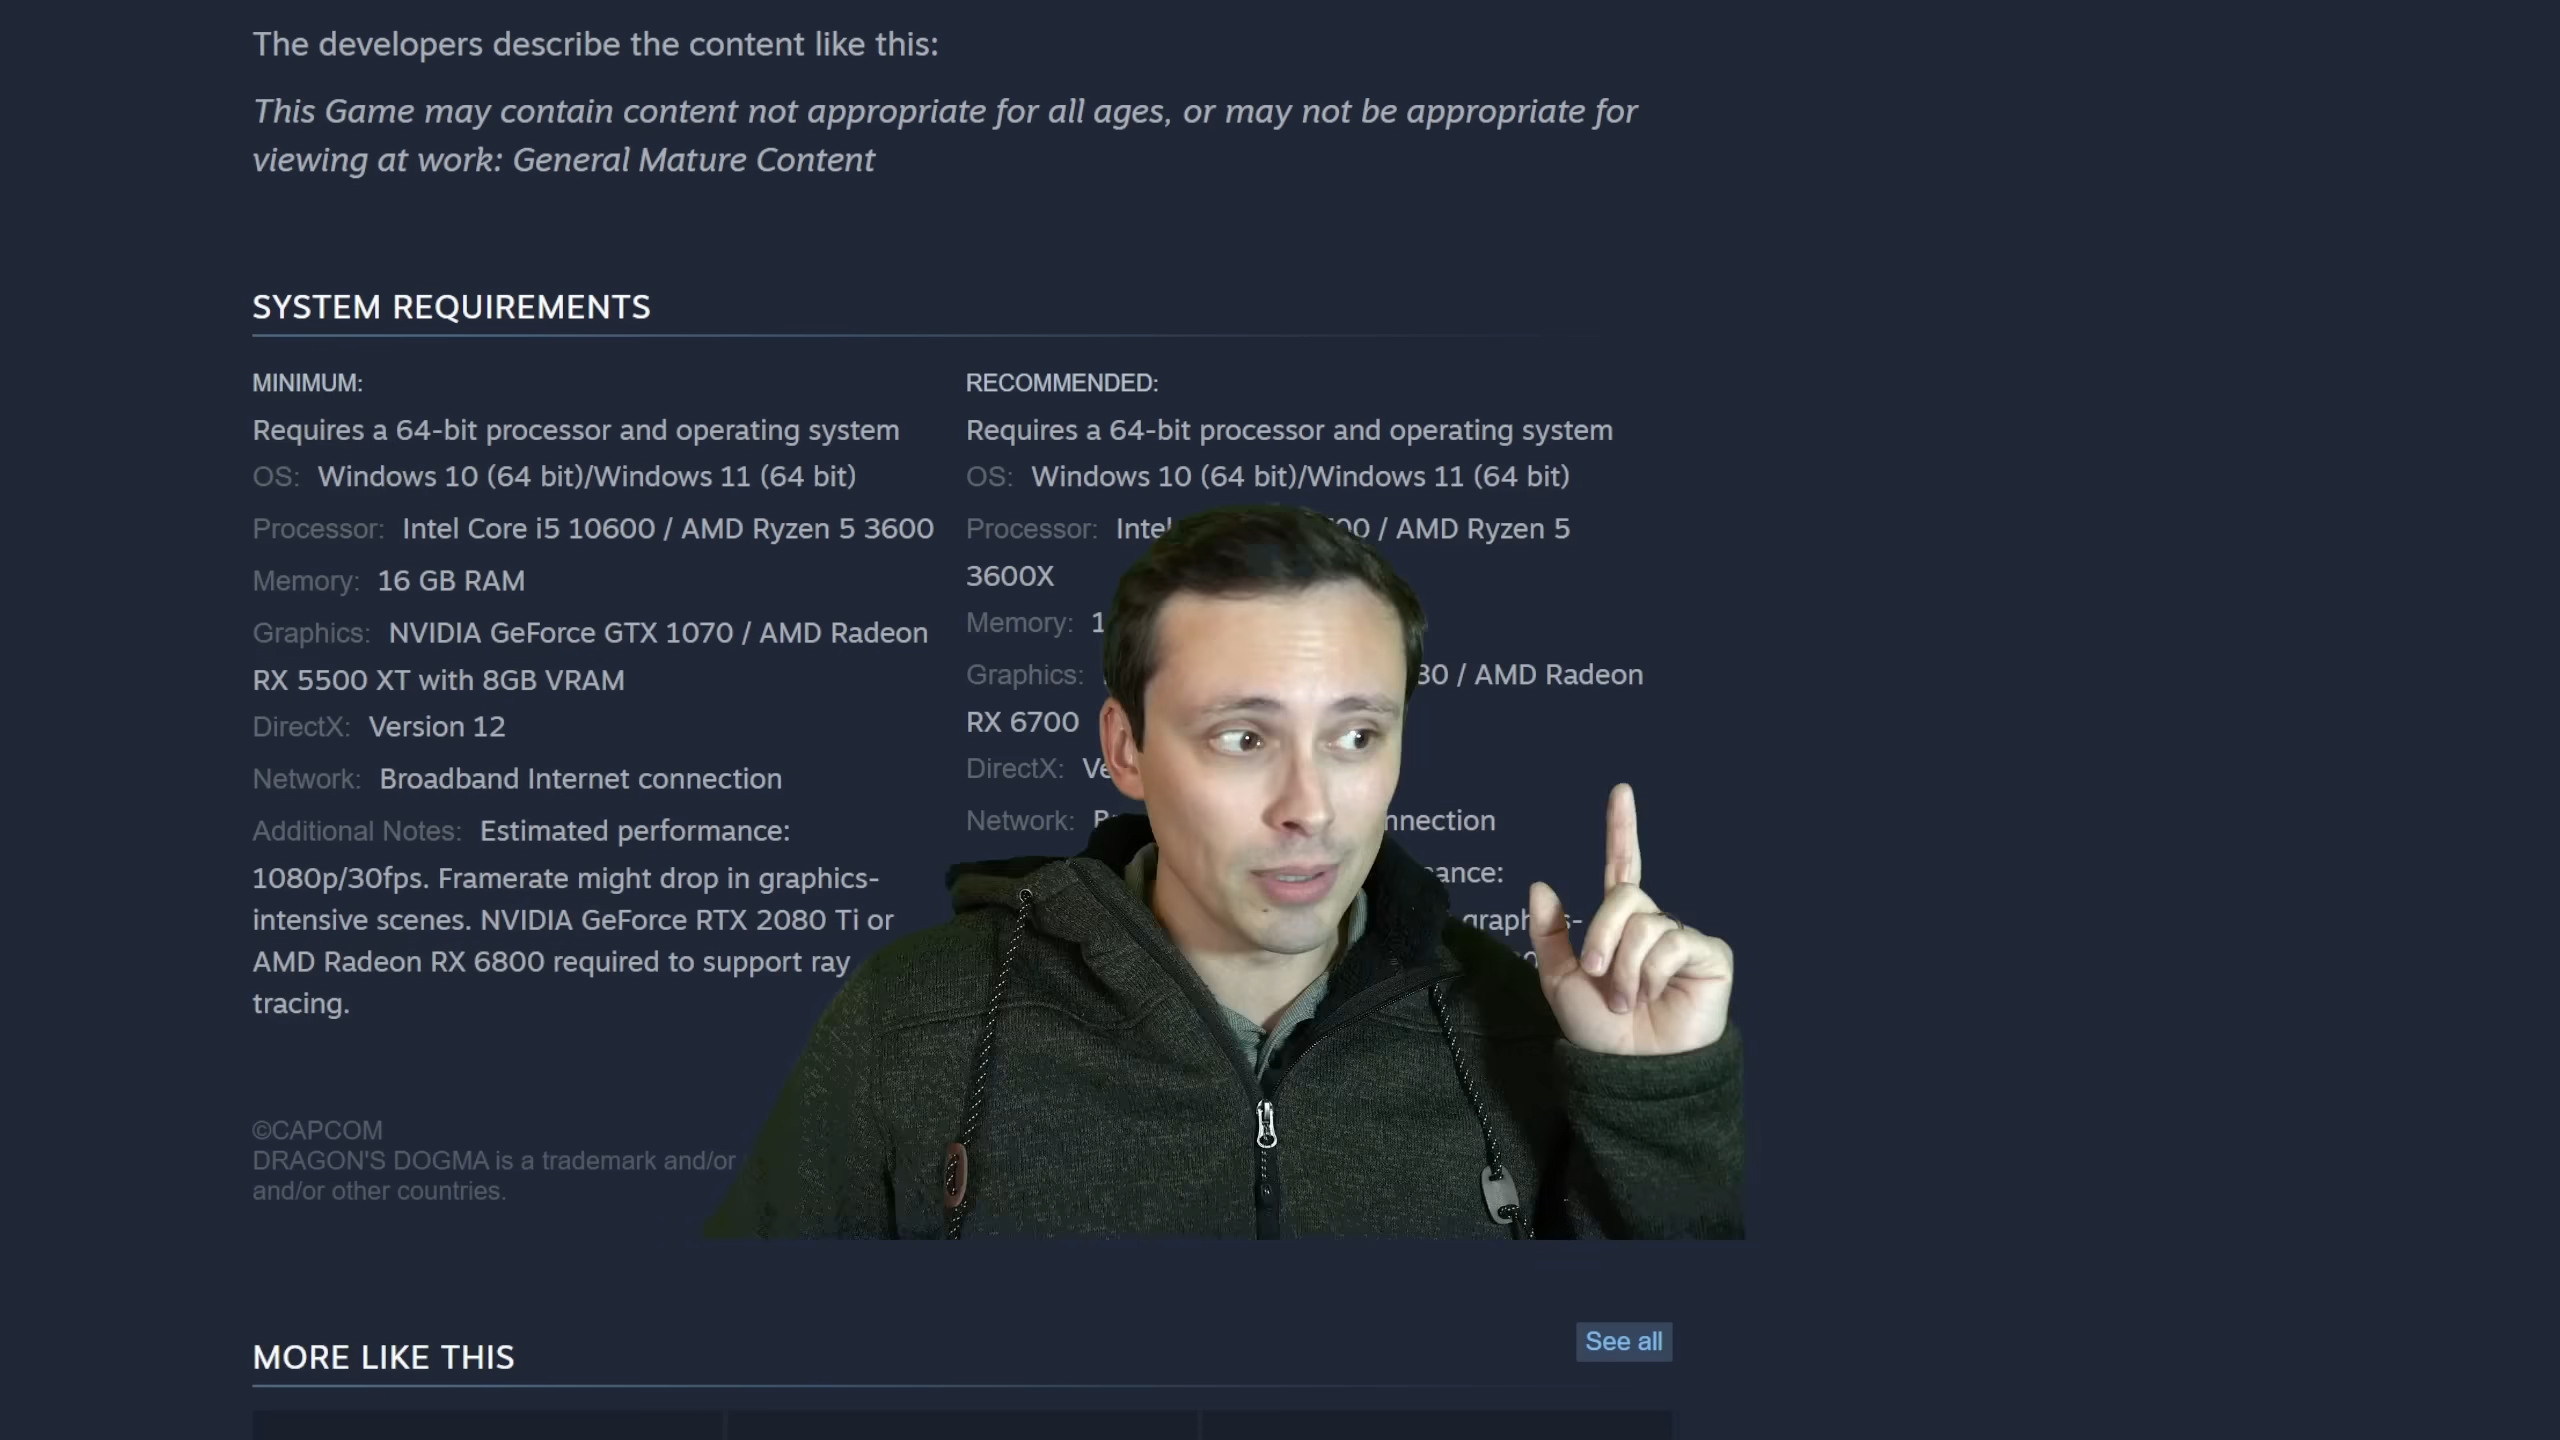 The developers describe the content like this:
This Game may contain content not appropriate for all ages, or may not be appropriate for
viewing at work: General Mature Content
SYSTEM REQUIREMENTS
MINIMUM:
Requires a 64-bit processor and operating system
OS: Windows 10 (64 bit)/Windows 11 (64 bit)
Processor: Intel Core i5 10600 / AMD Ryzen 5 3600
Memory: 16 GB RAM
Graphics: NVIDIA GeForce GTX 1070 / AMD Radeon
RX 5500 XT with 8GB VRAM
DirectX: Version 12
Network: Broadband Internet connection
Additional Notes: Estimated performance:
1080p/30fps. Framerate might drop in graphics-
intensive scenes. NVIDIA GeForce RTX 2080 Ti or
AMD Radeon RX 6800 required to support ray
tracing.
RECOMMENDED:
Requires a 64-bit processor and operating system
OS: Windows 10 (64 bit)/Windows 11 (64 bit)
Processor: Intel / AMD Ryzen 5
3600X
Memory:
Graphics: / AMD Radeon
RX 6700
DirectX:
Network:
©CAPCOM
DRAGON'S DOGMA is a trademark and/or
and/or other countries.
MORE LIKE THIS
See all